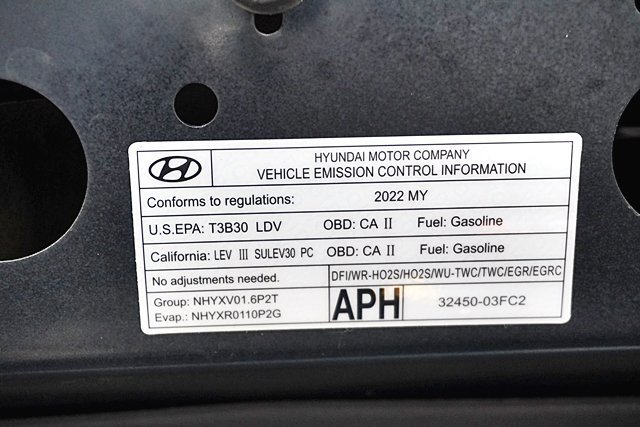 HYUNDAI MOTOR COMPANY
VEHICLE EMISSION CONTROL INFORMATION
Conforms to regulations: 2022 MY
U.S.EPA: T3B30 LDV OBD: CA II Fuel: Gasoline
California: LEV III SULEV30 PC OBD: CA II Fuel: Gasoline
No adjustments needed. DFI/WR-HO2S/HO2S/WU-TWC/TWC/EGR/EGRC
Group: NHYXV01.6P2T
Evap.: NHYXR0110P2G
APH 32450-03FC2